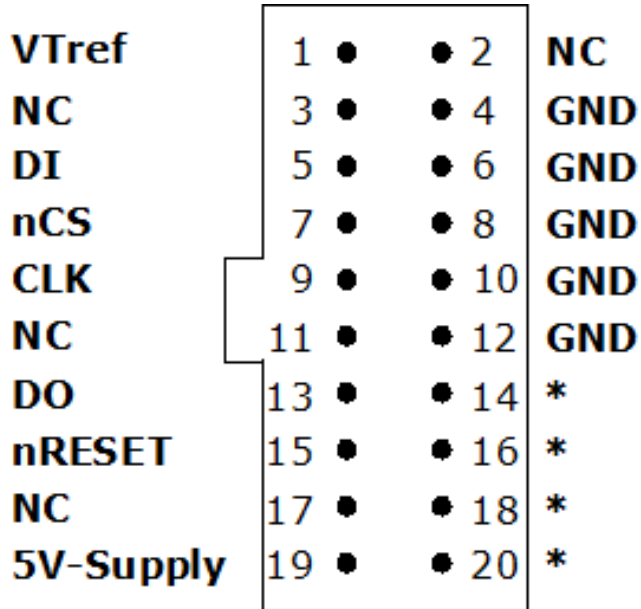 VTref 1 2 NC
NC 3 4 GND
DI 5 6 GND
nCS 7 8 GND
CLK 9 10 GND
NC 11 12 GND
DO 13 14 *
nRESET 15 16 *
NC 17 18 *
5V-Supply 19 20 *